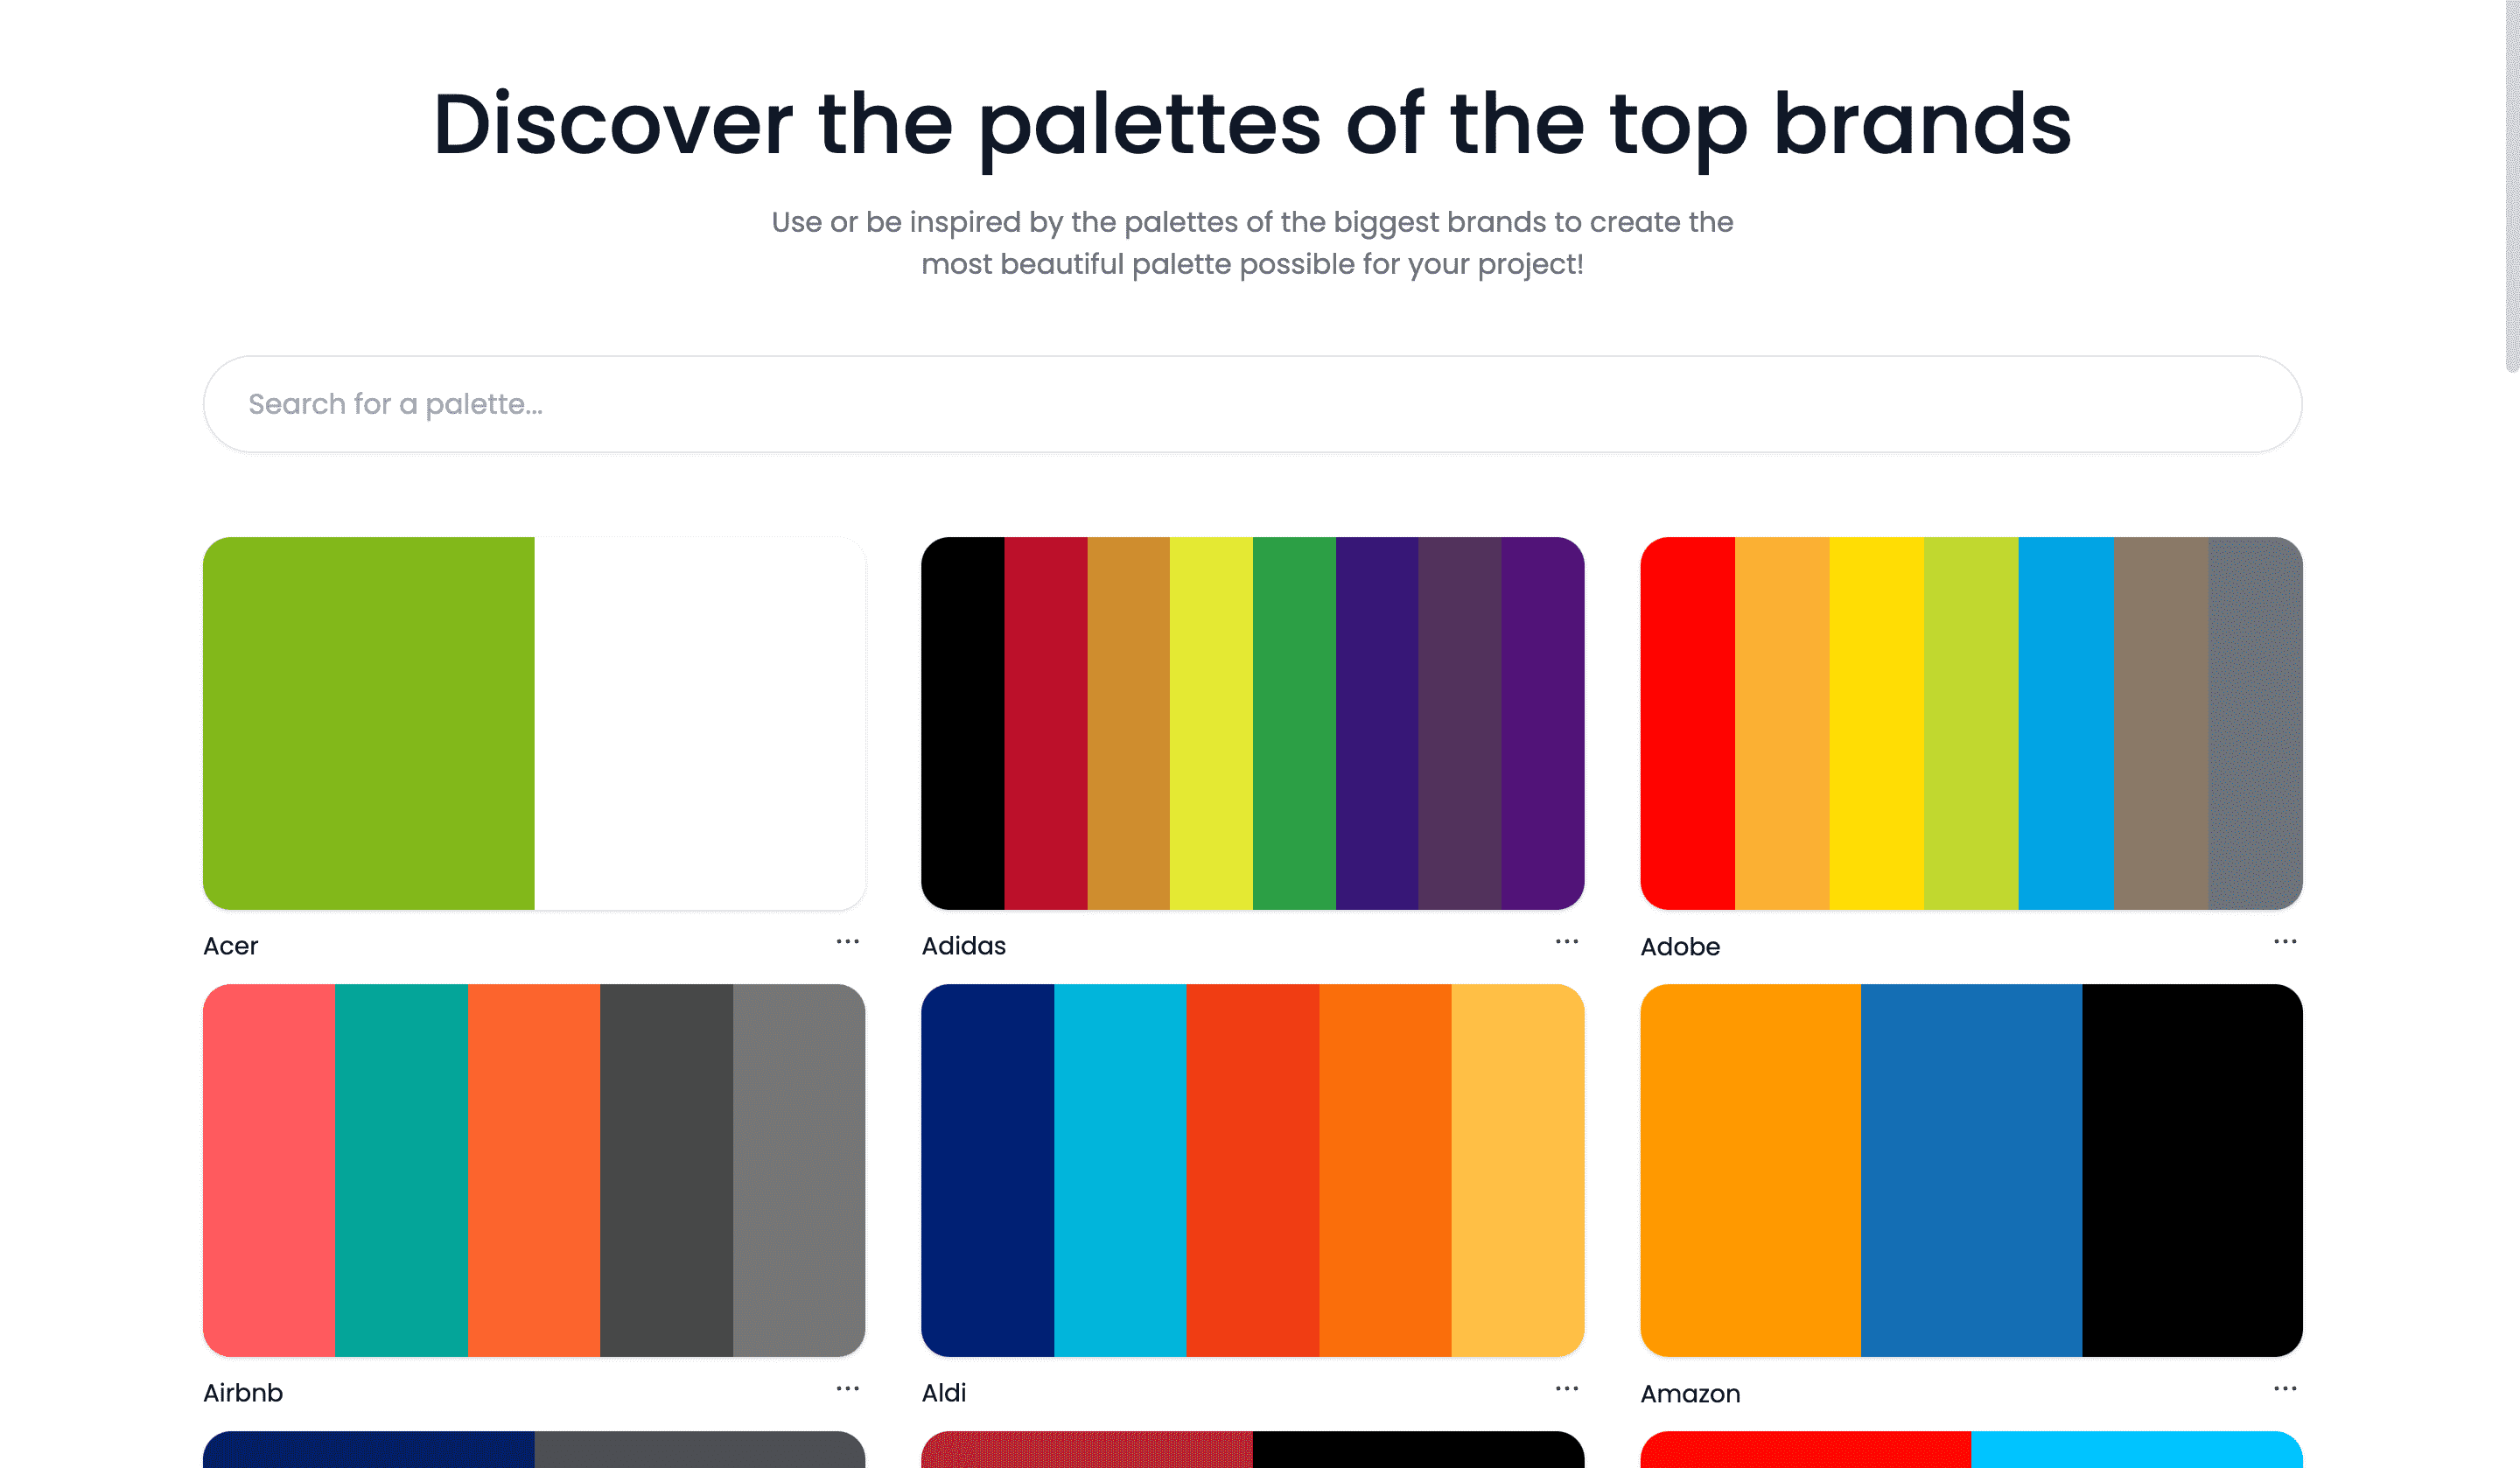 Discover the palettes of the top brands
Use or be inspired by the palettes of the biggest brands to create the
most beautiful palette possible for your project!
Search for a palette...
Acer
Adidas
Adobe
Airbnb
Aldi
Amazon